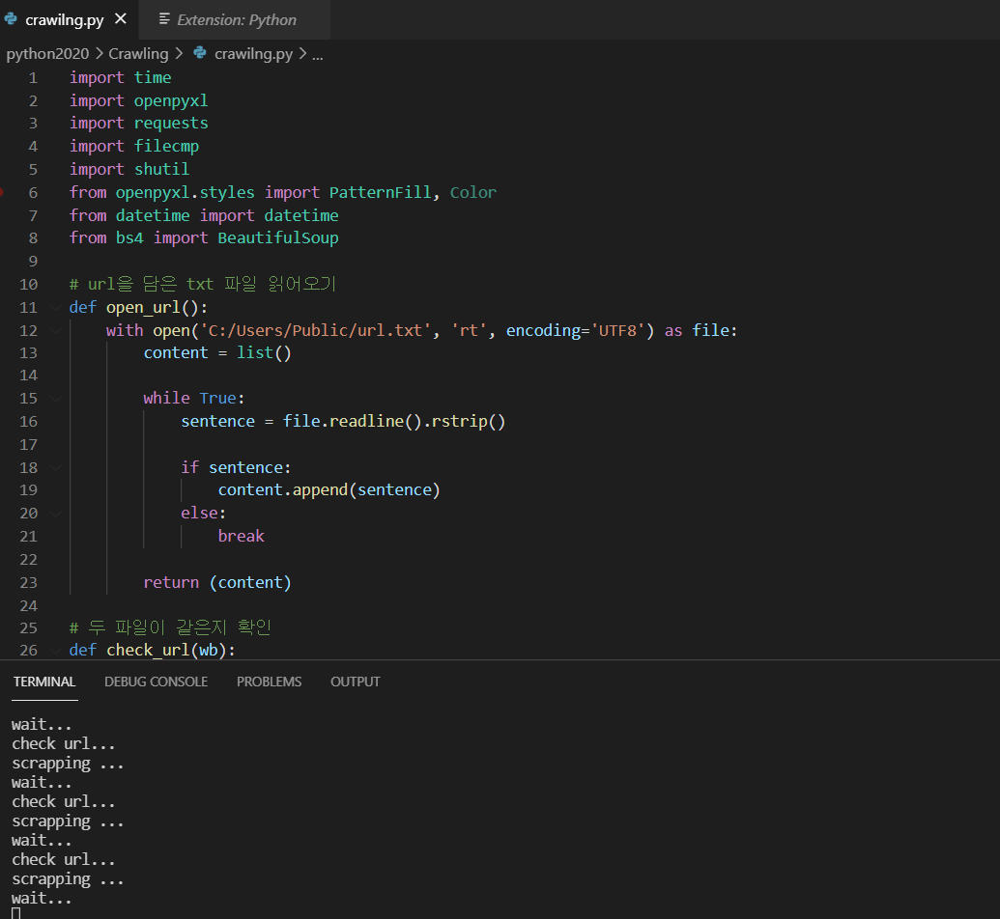 crawilng.py Extension: Python
python2020 > Crawling > crawilng.py > ...
1 import time
2 import openpyxl
3 import requests
4 import filecmp
5 import shutil
6 from openpyxl.styles import PatternFill, Color
7 from datetime import datetime
8 from bs4 import BeautifulSoup
9
10 # url을 담은 txt 파일 읽어오기
11 def open_url():
12     with open('C:/Users/Public/url.txt', 'rt', encoding='UTF8') as file:
13         content = list()
14
15         while True:
16             sentence = file.readline().rstrip()
17
18             if sentence:
19                 content.append(sentence)
20             else:
21                 break
22
23         return (content)
24
25 # 두 파일이 같은지 확인
26 def check_url(wb):
TERMINAL DEBUG CONSOLE PROBLEMS OUTPUT
wait...
check url...
scrapping ...
wait...
check url...
scrapping ...
wait...
check url...
scrapping ...
wait...